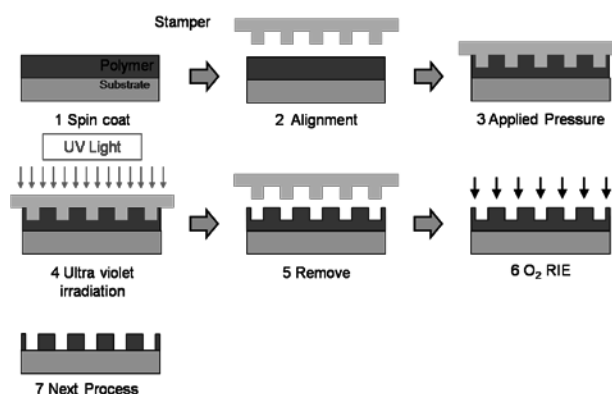 Stamper
Polymer
Substrate
1 Spin coat
2 Alignment
3 Applied Pressure
UV Light
4 Ultra violet
irradiation
5 Remove
6 O₂ RIE
7 Next Process